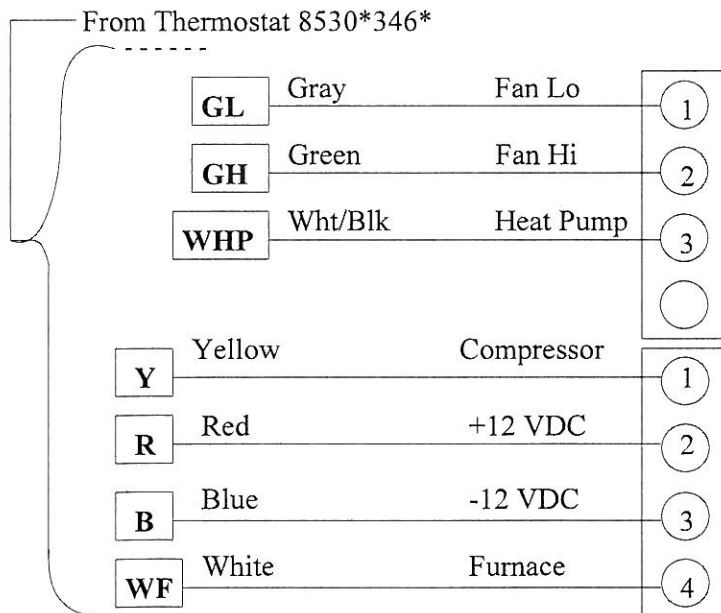 From Thermostat 8530*346*
GL Gray Fan Lo 1
GH Green Fan Hi 2
WHP Wht/Blk Heat Pump 3
Y Yellow Compressor 1
R Red +12 VDC 2
B Blue -12 VDC 3
WF White Furnace 4